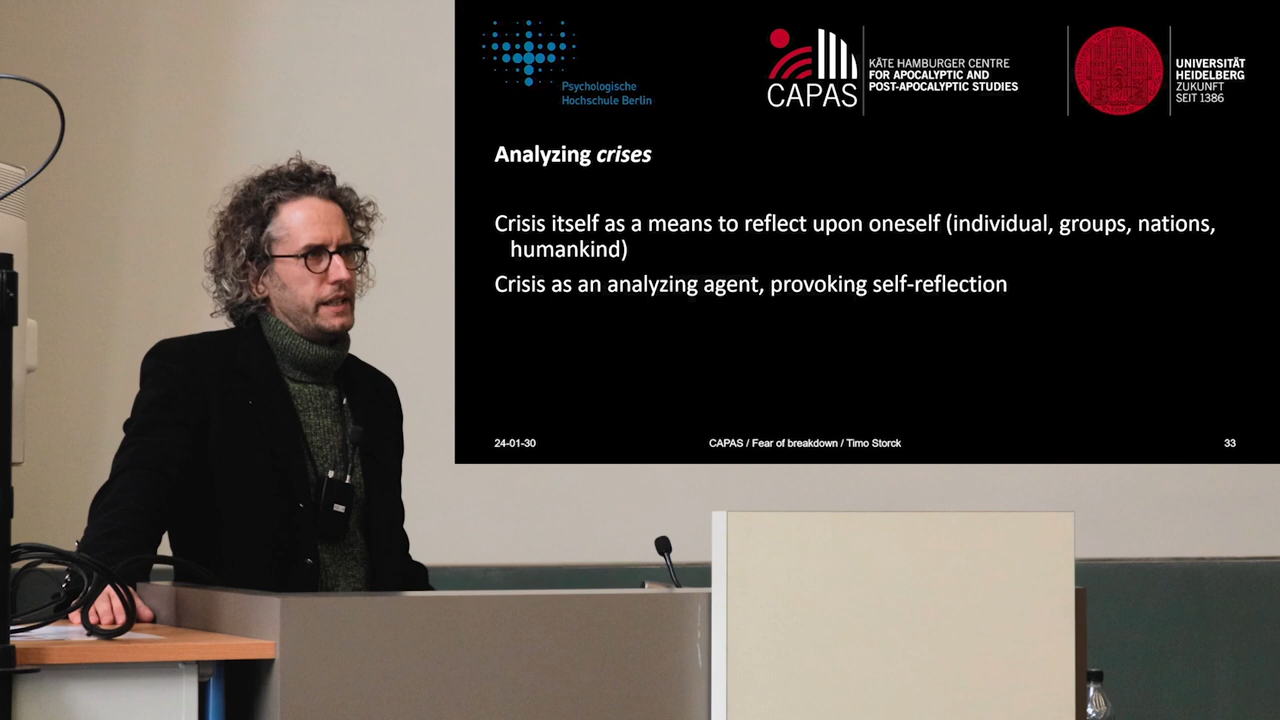 Psychologische
Hochschule Berlin
CAPAS
KÄTE HAMBURGER CENTRE
FOR APOCALYPTIC AND
POST-APOCALYPTIC STUDIES
UNIVERSITÄT
HEIDELBERG
ZUKUNFT
SEIT 1386
Analyzing crises
Crisis itself as a means to reflect upon oneself (individual, groups, nations,
humankind)
Crisis as an analyzing agent, provoking self-reflection
24-01-30
CAPAS / Fear of breakdown / Timo Storck
33